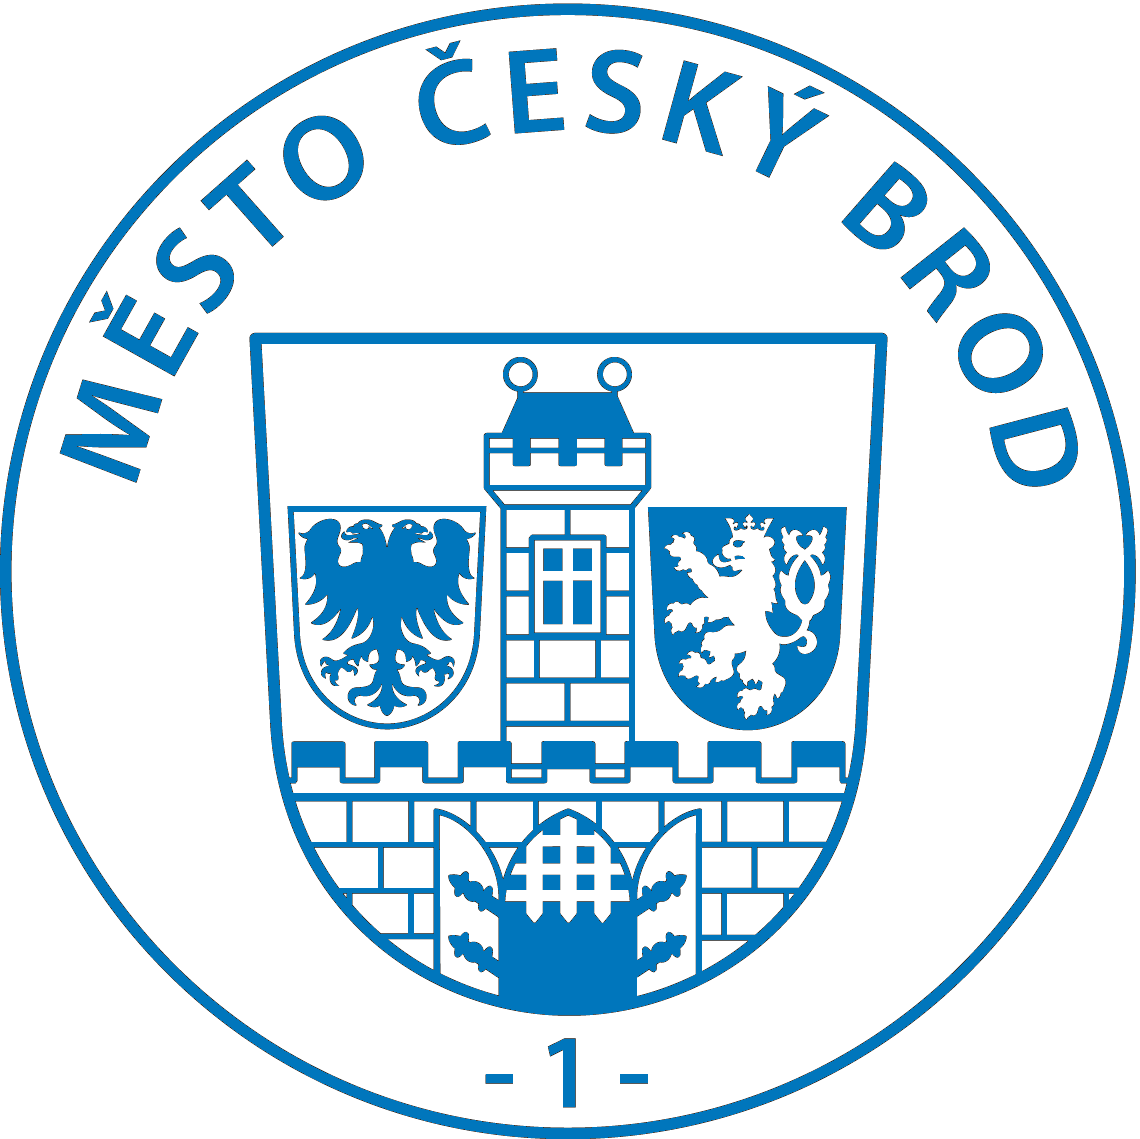 MĚSTO ČESKÝ BROD
- 1 -